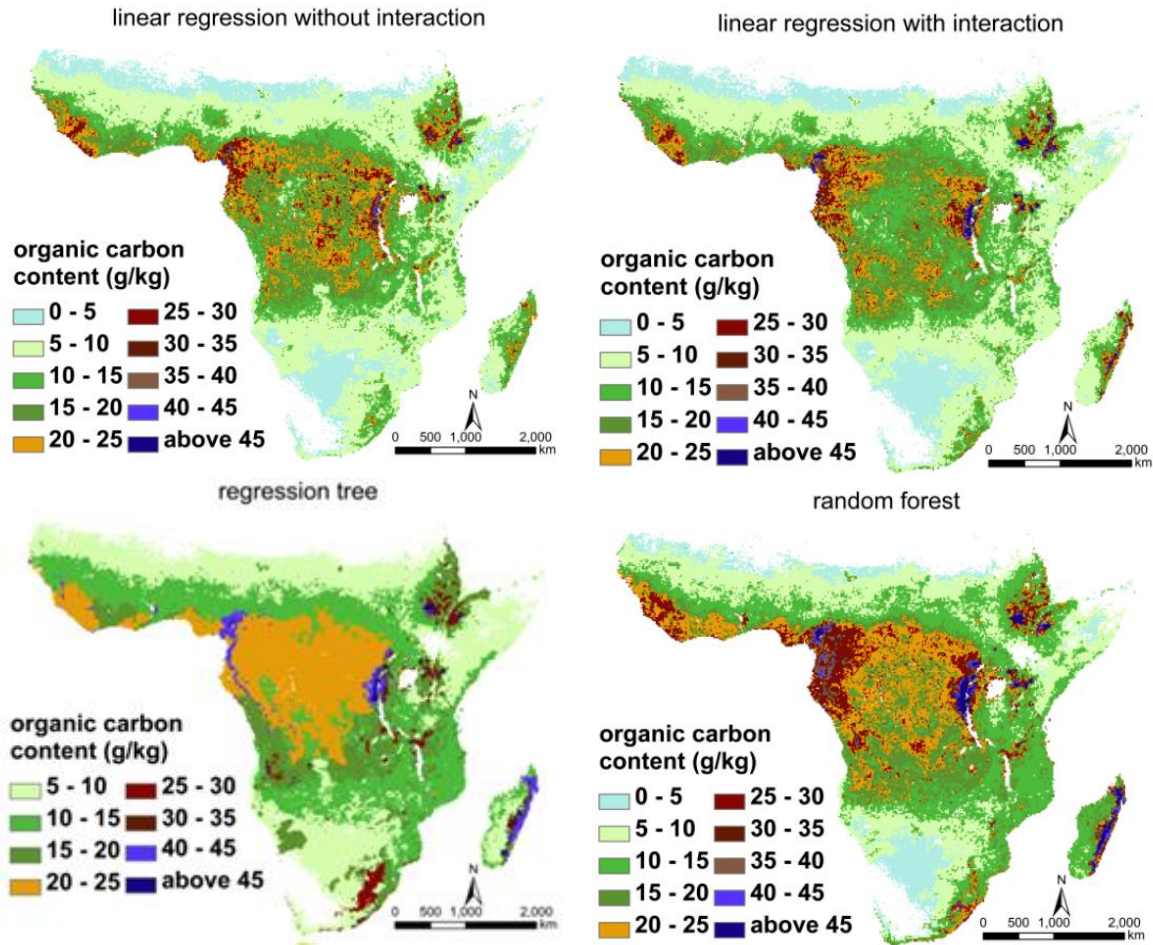 linear regression without interaction
organic carbon
content (g/kg)
0 - 5 25 - 30
5 - 10 30 - 35
10 - 15 35 - 40
15 - 20 40 - 45
20 - 25 above 45
N
0 500 1,000 2,000
km
linear regression with interaction
organic carbon
content (g/kg)
0 - 5 25 - 30
5 - 10 30 - 35
10 - 15 35 - 40
15 - 20 40 - 45
20 - 25 above 45
N
0 500 1,000 2,000
km
regression tree
organic carbon
content (g/kg)
5 - 10 25 - 30
10 - 15 30 - 35
15 - 20 40 - 45
20 - 25 above 45
N
0 500 1,000 2,000
km
random forest
organic carbon
content (g/kg)
0 - 5 25 - 30
5 - 10 30 - 35
10 - 15 35 - 40
15 - 20 40 - 45
20 - 25 above 45
N
0 500 1,000 2,000
km